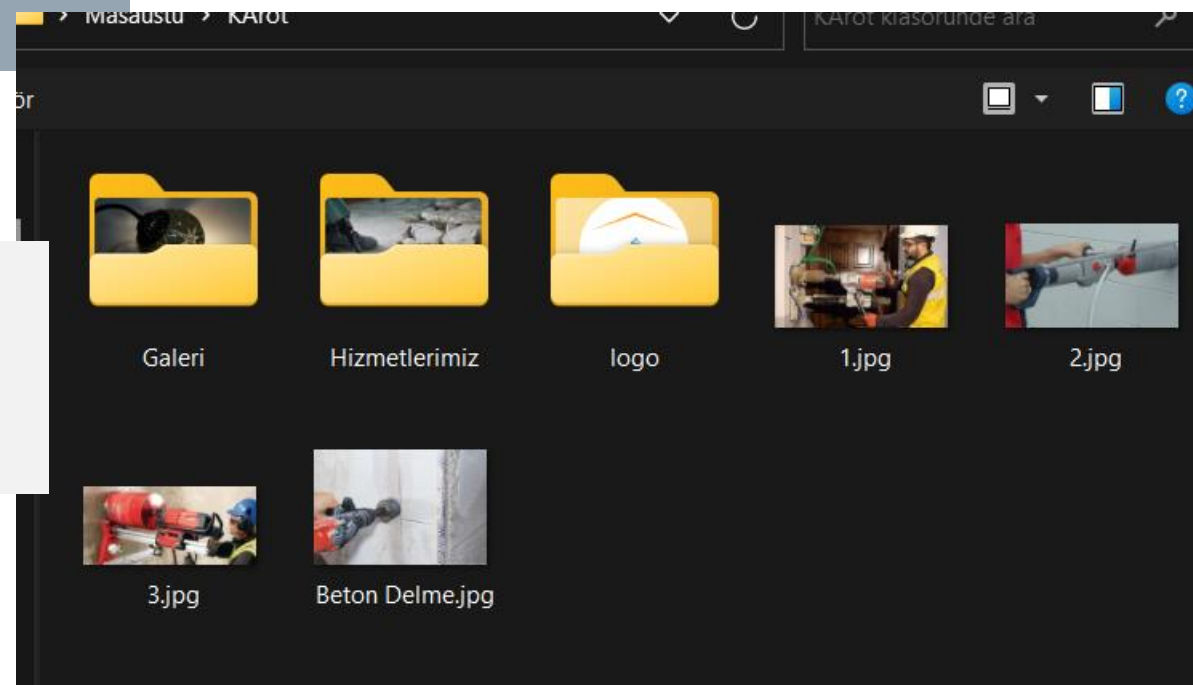 Masaüstü > KArot
KArot klasöründe ara
ör
?
Galeri
Hizmetlerimiz
logo
1.jpg
2.jpg
3.jpg
Beton Delme.jpg